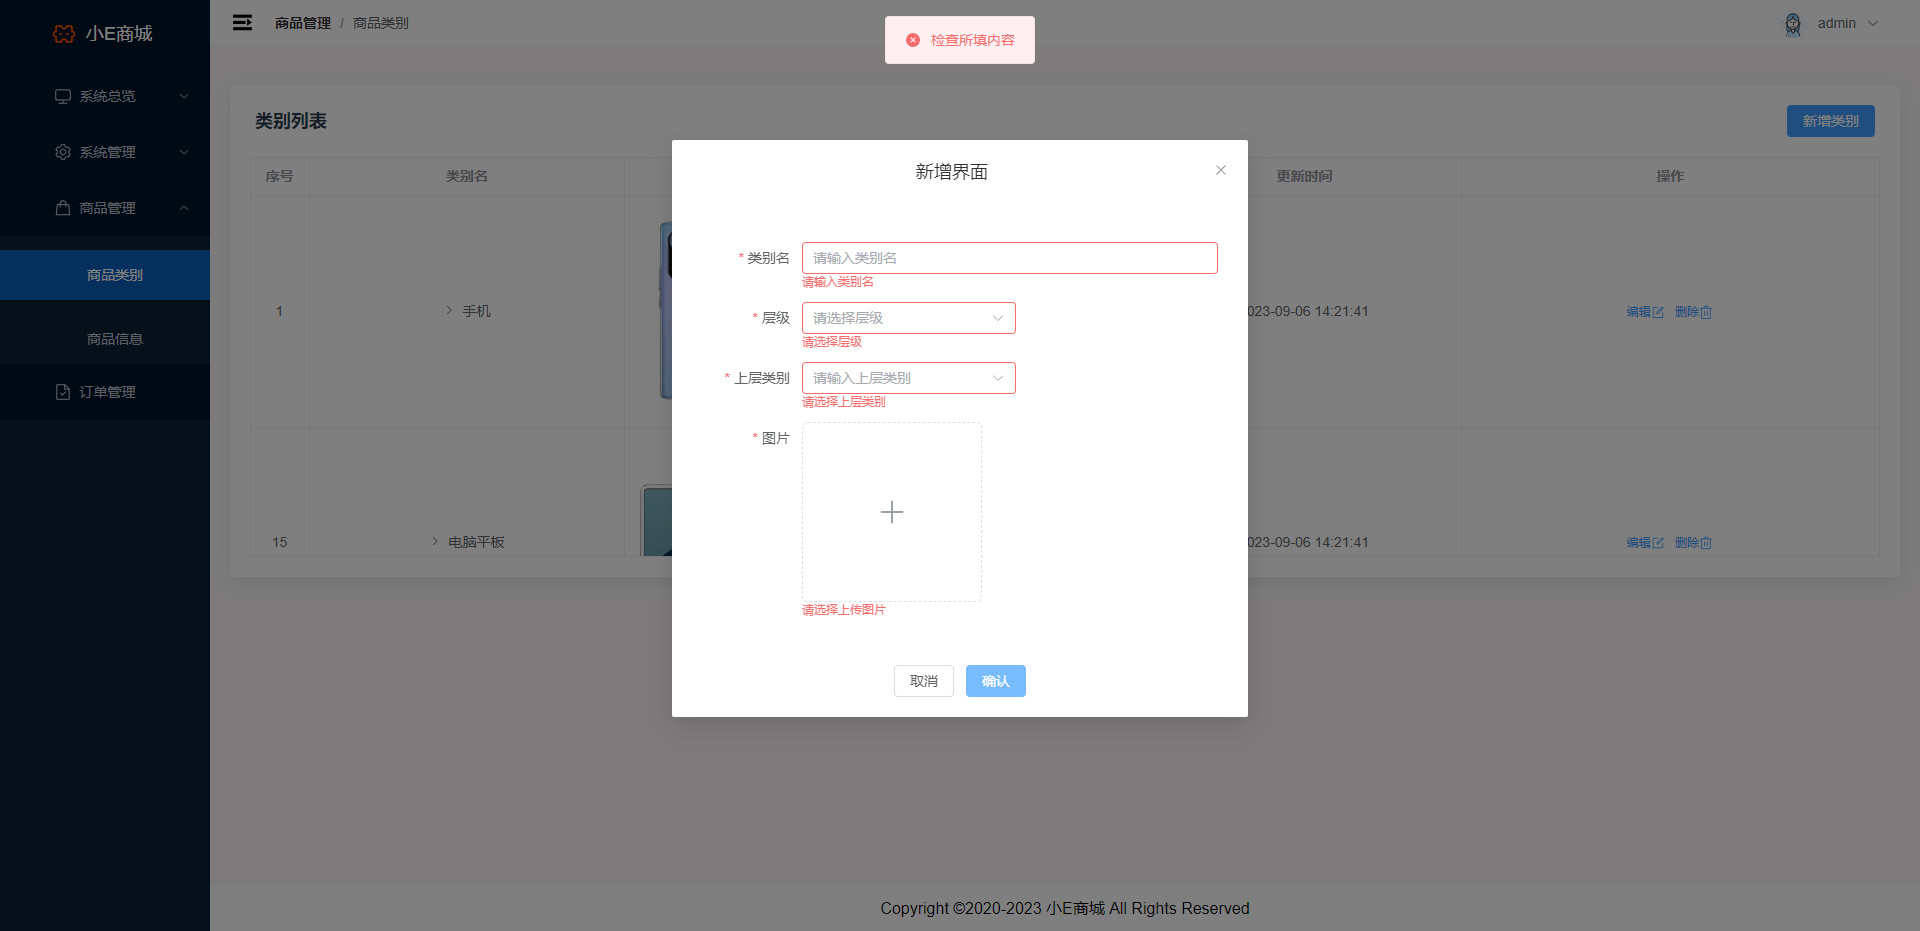 小E商城
系统总览
系统管理
商品管理
商品类别
商品信息
订单管理
商品管理 / 商品类别
检查所填内容
admin
类别列表
新增类别
序号 类别名 更新时间 操作
1 手机 023-09-06 14:21:41 编辑 删除
15 电脑平板 023-09-06 14:21:41 编辑 删除
新增界面
* 类别名 请输入类别名
请输入类别名
* 层级 请选择层级
请选择层级
* 上层类别 请输入上层类别
请选择上层类别
* 图片
请选择上传图片
取消 确认
Copyright ©2020-2023 小E商城 All Rights Reserved